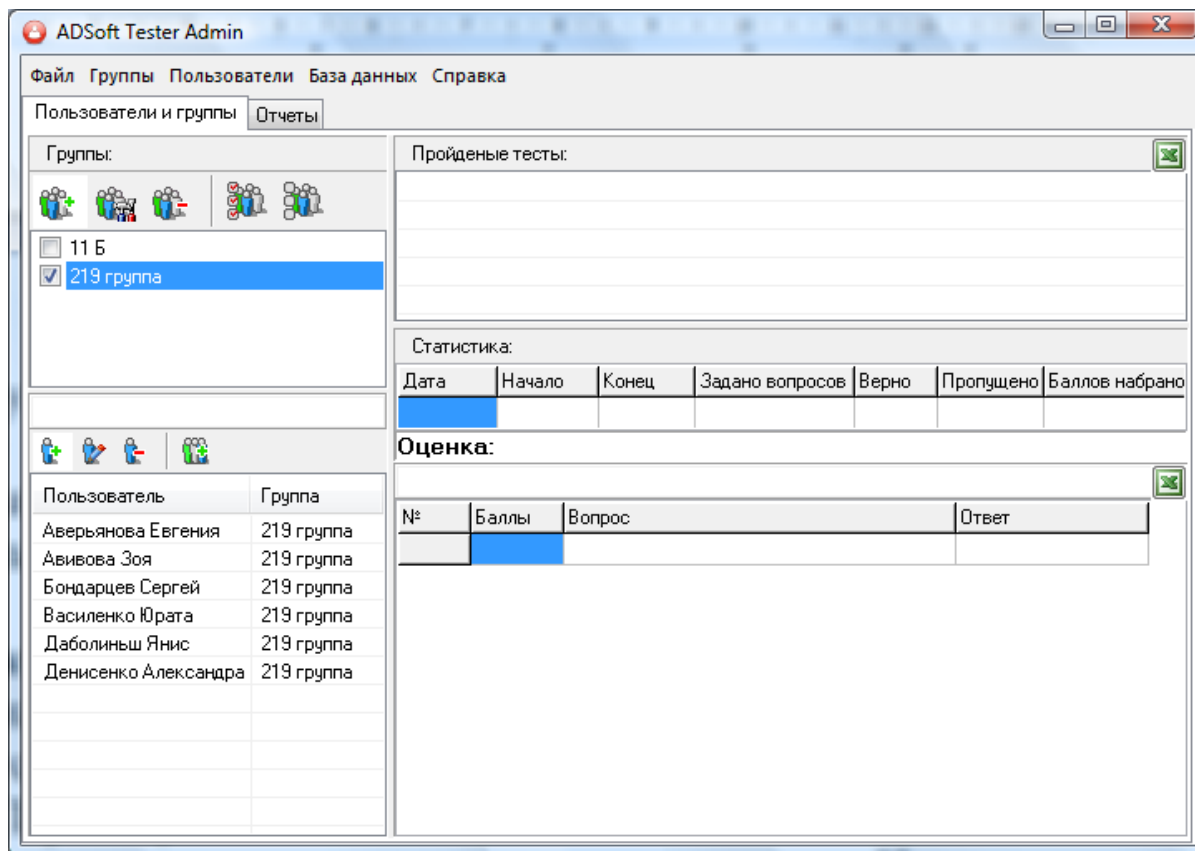 ADSoft Tester Admin
Файл Группы Пользователи База данных Справка
Пользователи и группы Отчеты
Группы:
11 Б
219 группа
Пользователь Группа
Аверьянова Евгения 219 группа
Авивова Зоя 219 группа
Бондарцев Сергей 219 группа
Василенко Юрата 219 группа
Даболиньш Янис 219 группа
Денисенко Александра 219 группа
Пройденые тесты:
Статистика:
Дата Начало Конец Задано вопросов Верно Пропущено Баллов набрано
Оценка:
№ Баллы Вопрос Ответ